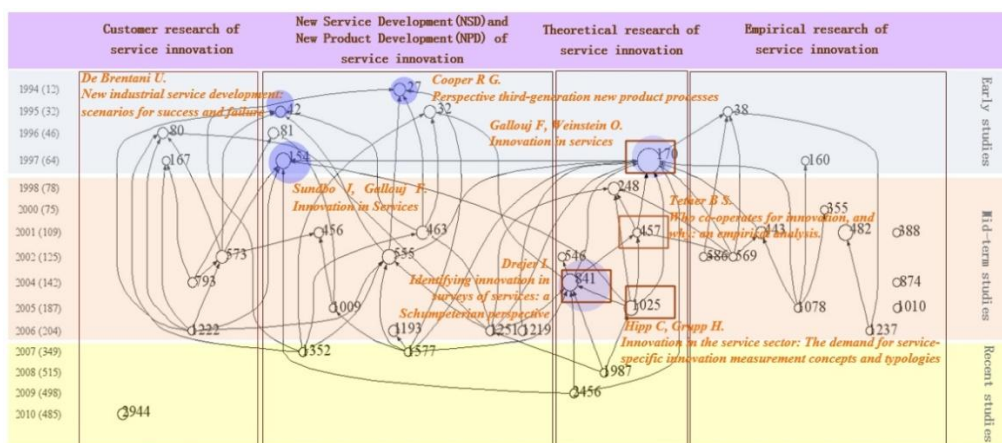 Customer research of
service innovation
New Service Development(NSD)and
New Product Development(NPD) of
service innovation
Theoretical research of
service innovation
Empirical research of
service innovation
De Brentani U.
New industrial service development:
scenarios for success and failure
Cooper R G.
Perspective third-generation new product processes
Gallouj F, Weinstein O.
Innovation in services
Sundbo J, Gallouj F.
Innovation in Services
Tether B S.
Who co-operates for innovation, and
why: an empirical analysis.
Drejer I.
Identifying innovation in
surveys of services: a
Schumpeterian perspective
Hipp C, Grupp H.
Innovation in the service sector: The demand for service-
specific innovation measurement concepts and typologies
Early studies
Mid-term studies
Recent studies
1994 (12)
27
1995 (32)
42
32
38
1996 (46)
80
81
1997 (64)
167
154
170
160
1998 (78)
248
2000 (75)
355
2001 (109)
456
463
457
443
482
388
2002 (125)
573
555
546
586
569
2004 (142)
793
841
874
2005 (187)
1009
1025
1078
1010
2006 (204)
1222
1193
1251
1219
1237
2007 (349)
1352
1577
2008 (515)
1987
2009 (498)
2456
2010 (485)
2944